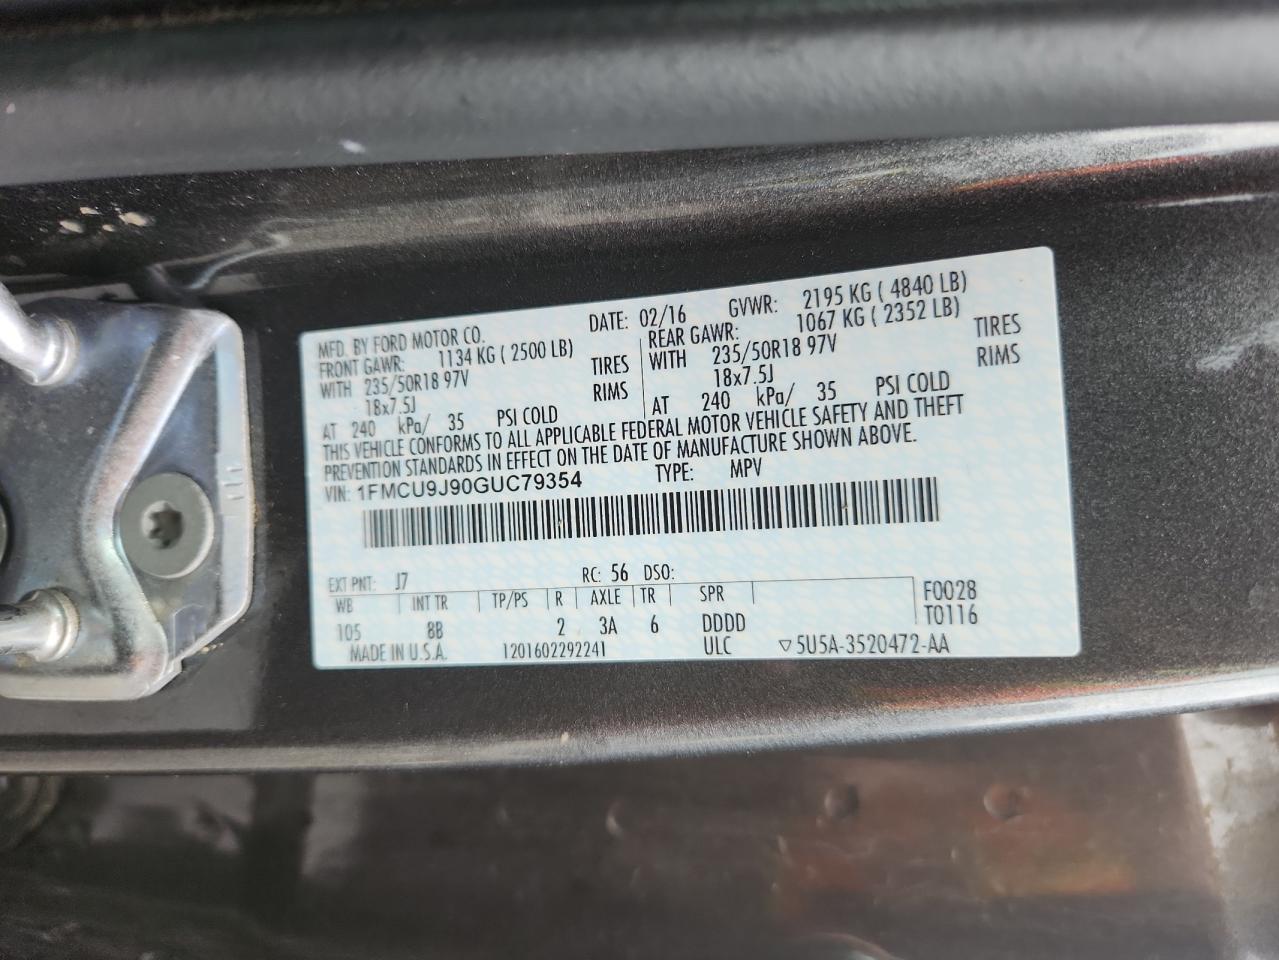 MFD. BY FORD MOTOR CO. DATE: 02/16 GVWR: 2195 KG ( 4840 LB)
FRONT GAWR: 1134 KG ( 2500 LB) REAR GAWR: 1067 KG ( 2352 LB)
WITH 235/50R18 97V TIRES WITH 235/50R18 97V TIRES
18x7.5J RIMS 18x7.5J RIMS
AT 240 kPa/ 35 PSI COLD AT 240 kPa/ 35 PSI COLD
THIS VEHICLE CONFORMS TO ALL APPLICABLE FEDERAL MOTOR VEHICLE SAFETY AND THEFT
PREVENTION STANDARDS IN EFFECT ON THE DATE OF MANUFACTURE SHOWN ABOVE.
VIN: 1FMCU9J90GUC79354 TYPE: MPV
EXT PNT: J7 RC: 56 DSO:
WB INT TR TP/PS R AXLE TR SPR F0028
105 8B 2 3A 6 DDDD T0116
MADE IN U.S.A. 1201602292241 ULC ▽5U5A-3520472-AA